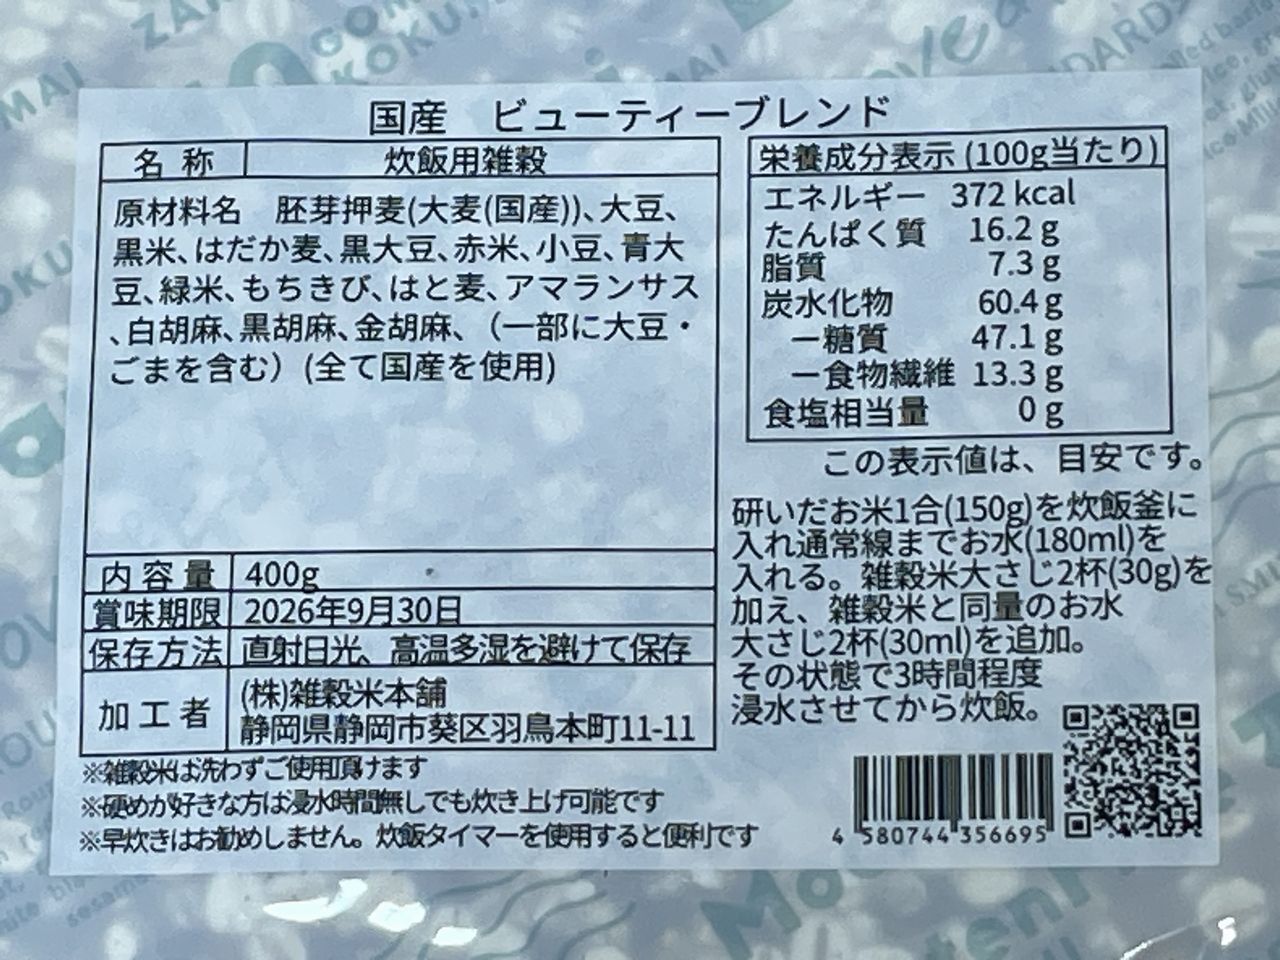 国産 ビューティーブレンド
名称 炊飯用雑穀
原材料名 胚芽押麦(大麦(国産))、大豆、
黒米、はだか麦、黒大豆、赤米、小豆、青大
豆、緑米、もちきび、はと麦、アマランサス
、白胡麻、黒胡麻、金胡麻、（一部に大豆・
ごまを含む）(全て国産を使用)
内容量 400g
賞味期限 2026年9月30日
保存方法 直射日光、高温多湿を避けて保存
加工者 (株)雑穀米本舗
静岡県静岡市葵区羽鳥本町11-11
※雑穀米は洗わずご使用頂けます
※硬めが好きな方は浸水時間無しでも炊き上げ可能です
※早炊きはお勧めしません。炊飯タイマーを使用すると便利です
栄養成分表示(100g当たり)
エネルギー 372 kcal
たんぱく質 16.2 g
脂質 7.3 g
炭水化物 60.4 g
ー糖質 47.1 g
ー食物繊維 13.3 g
食塩相当量 0 g
この表示値は、目安です。
研いだお米1合(150g)を炊飯釜に
入れ通常線までお水(180ml)を
入れる。雑穀米大さじ2杯(30g)を
加え、雑穀米と同量のお水
大さじ2杯(30ml)を追加。
その状態で3時間程度
浸水させてから炊飯。
4 580744 356695